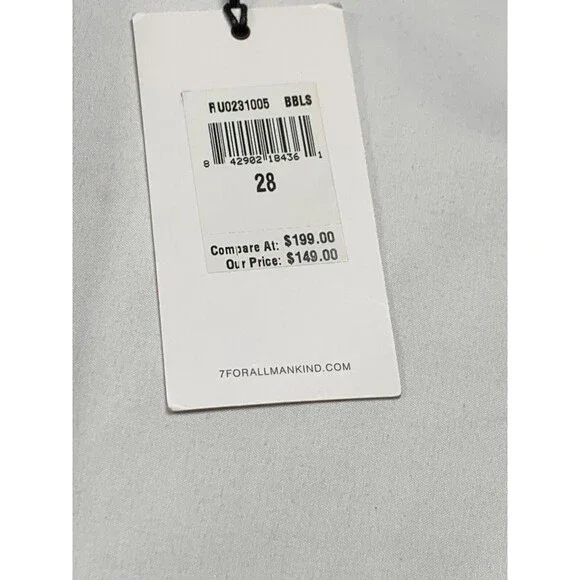 RU0231005 BBLS
8 42902 18436 1
28
Compare At: $199.00
Our Price: $149.00
7FORALLMANKIND.COM